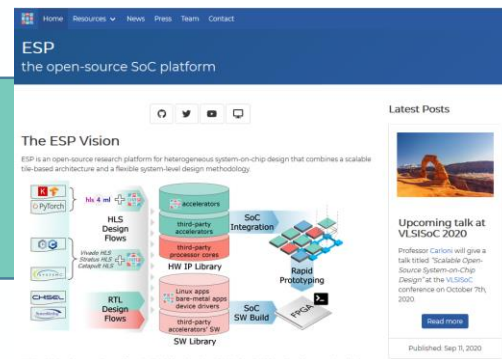 Home Resources News Press Team Contact
ESP
the open-source SoC platform
The ESP Vision
ESP is an open-source research platform for heterogeneous system-on-chip design that combines a scalable
tile-based architecture and a flexible system-level design methodology.
PyTorch
hls 4 ml
HLS
Design
Flows
Vivado HLS
Stratus HLS
Catapult HLS
CHISEL
RTL
Design
Flows
accelerators
third-party
accelerators
third-party
processor cores
HW IP Library
Linux apps
bare-metal apps
device drivers
third-party
accelerators' SW
SW Library
SoC
Integration
Rapid
Prototyping
SoC
SW Build
FPGA
Latest Posts
Upcoming talk at
VLSISoC 2020
Professor Carloni will give a
talk titled "Scalable Open-
Source System-on-Chip
Design" at the VLSISoC
conference on October 7th,
2020.
Read more
Published: Sep 11, 2020